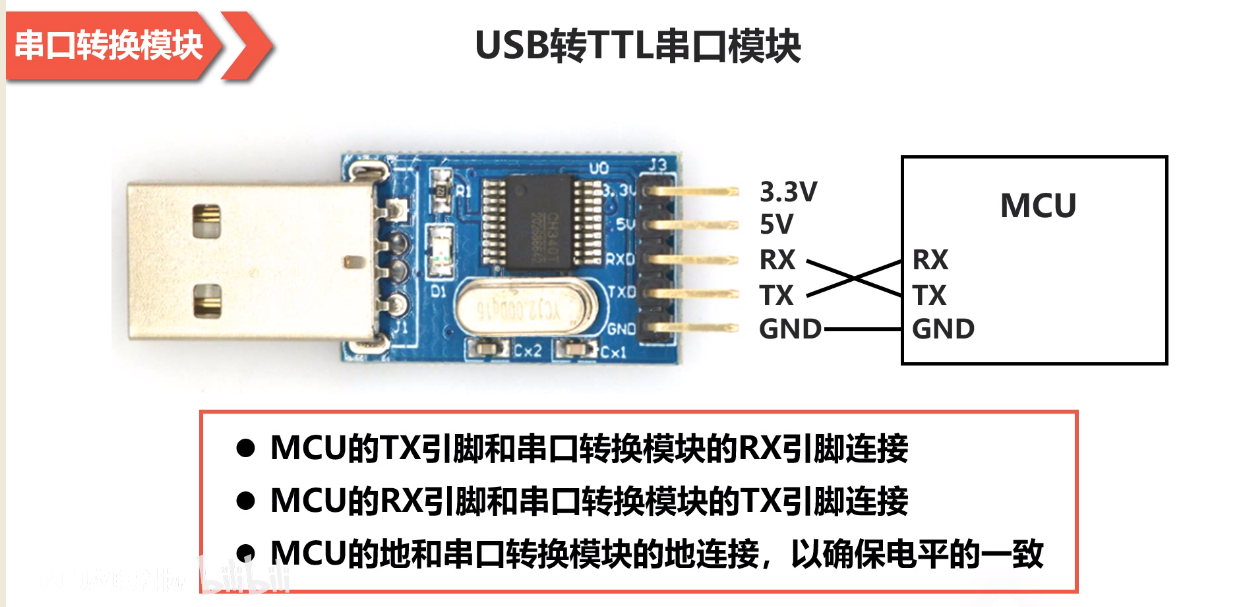 串口转换模块
USB转TTL串口模块
R1
U0
J3
3.3V
5V
RXD
TXD
GND
CH340T
D1
J1
Cx2
Cx1
3.3V
5V
RX
TX
GND
MCU
RX
TX
GND
● MCU的TX引脚和串口转换模块的RX引脚连接
● MCU的RX引脚和串口转换模块的TX引脚连接
● MCU的地和串口转换模块的地连接，以确保电平的一致
bilibili